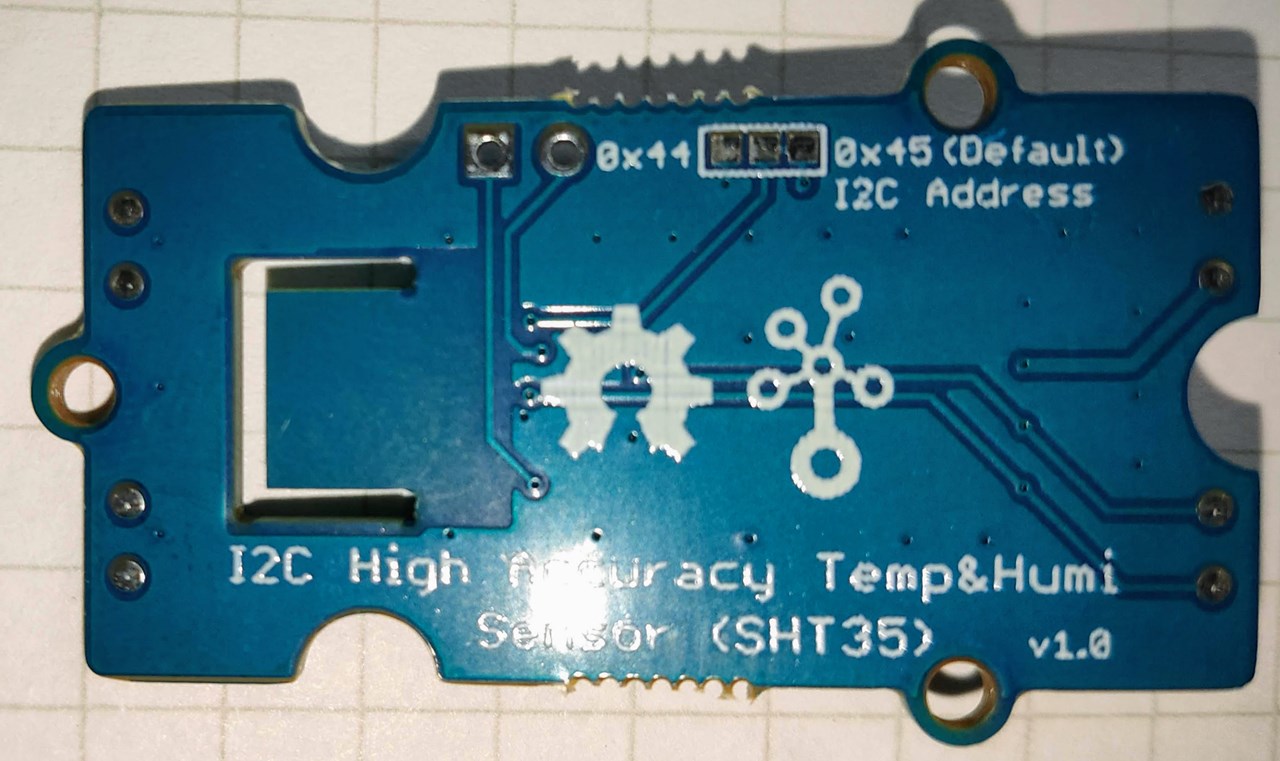 0x44 0x45(Default)
I2C Address
I2C High Accuracy Temp&Humi
Sensor (SHT35) v1.0